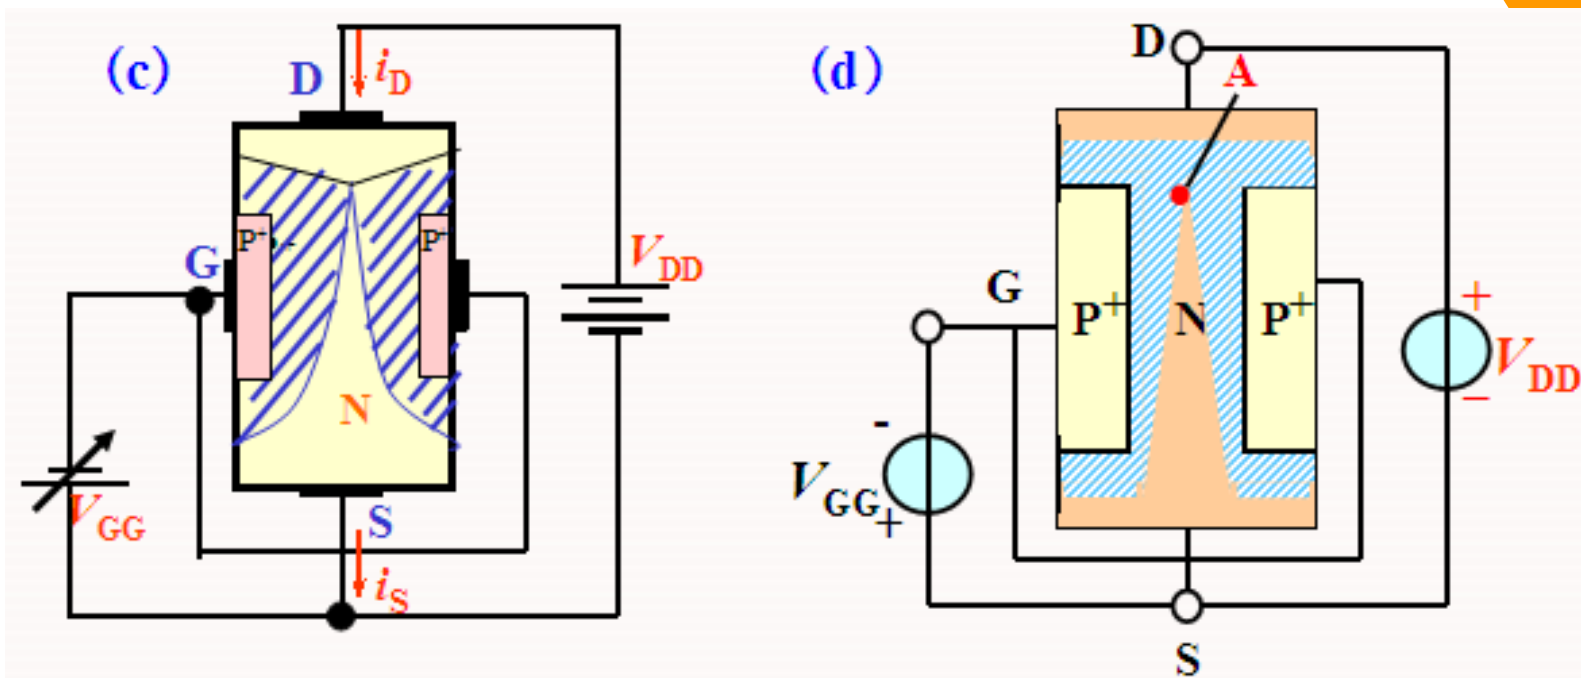 (c)
D
iD
P+
P+
G
VDD
N
VGG
S
iS
(d)
D
A
G
P+
N
P+
+
VDD
−
-
VGG
+
S